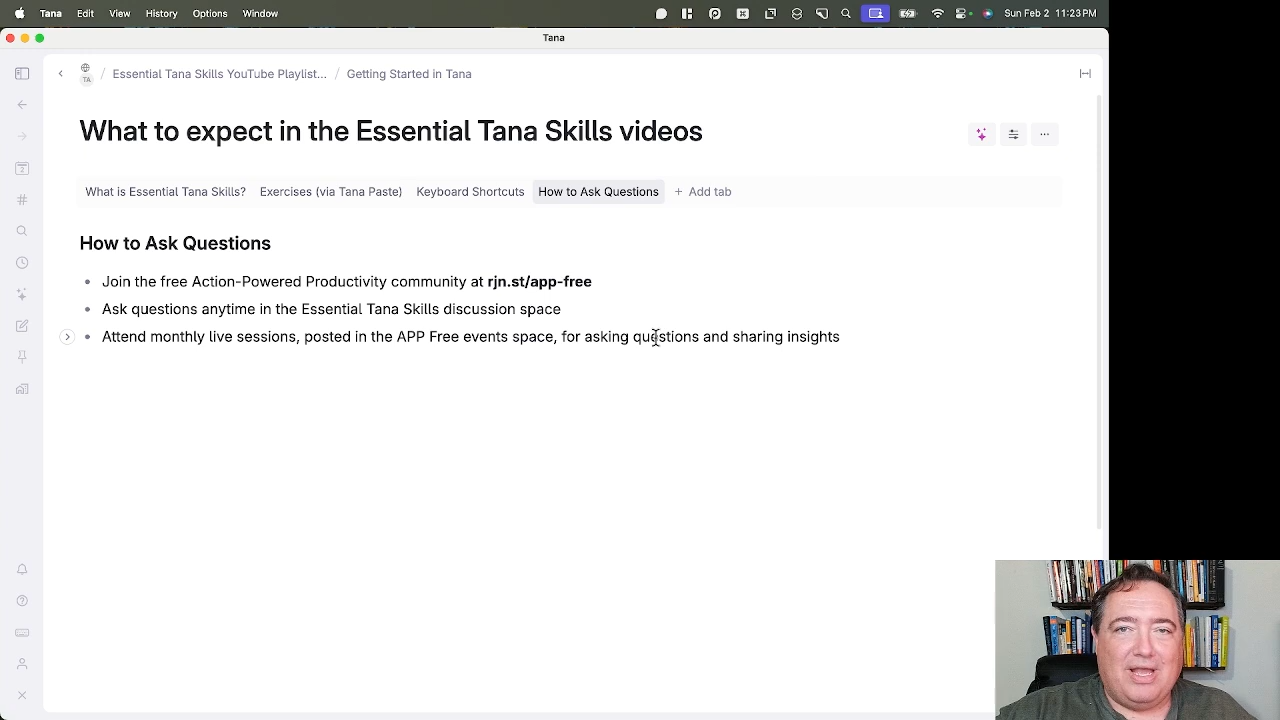 Tana Edit History Options Window Sun Feb 2 11:23PM
Tana
TA / Essential Tana Skills YouTube Playlist... / Getting Started in Tana
What to expect in the Essential Tana Skills videos
What is Essential Tana Skills? Exercises (via Tana Paste) Keyboard Shortcuts How to Ask Questions + Add tab
How to Ask Questions
Join the free Action-Powered Productivity community at rjn.st/app-free
Ask questions anytime in the Essential Tana Skills discussion space
Attend monthly live sessions, posted in the APP Free events space, for asking questions and sharing insights